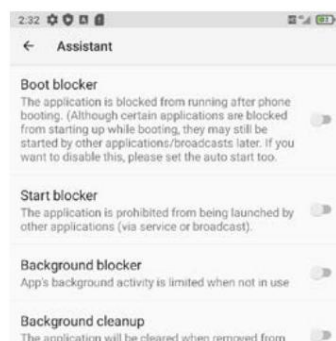 2:32
← Assistant
Boot blocker
The application is blocked from running after phone
booting. (Although certain applications are blocked
from starting up while booting, they may still be
started by other applications/broadcasts later. If you
want to disable this, please set the auto start too.
Start blocker
The application is prohibited from being launched by
other applications (via service or broadcast).
Background blocker
App's background activity is limited when not in use
Background cleanup
The application will be cleared when removed from